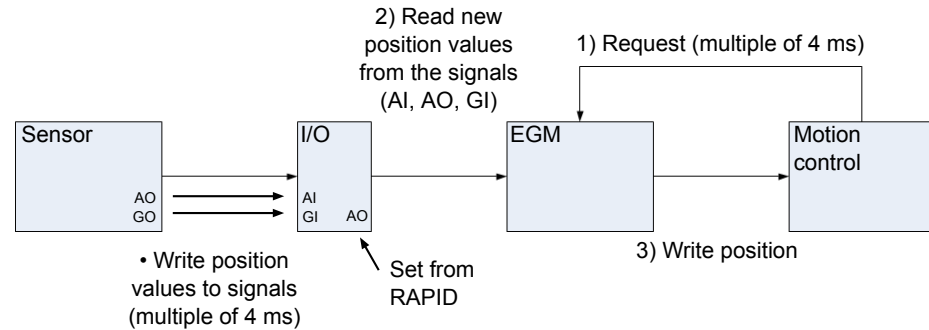 2) Read new
position values
from the signals
(AI, AO, GI)
1) Request (multiple of 4 ms)
Sensor
I/O
EGM
Motion
control
AO
GO
AI
GI
AO
3) Write position
• Write position
values to signals
(multiple of 4 ms)
Set from
RAPID